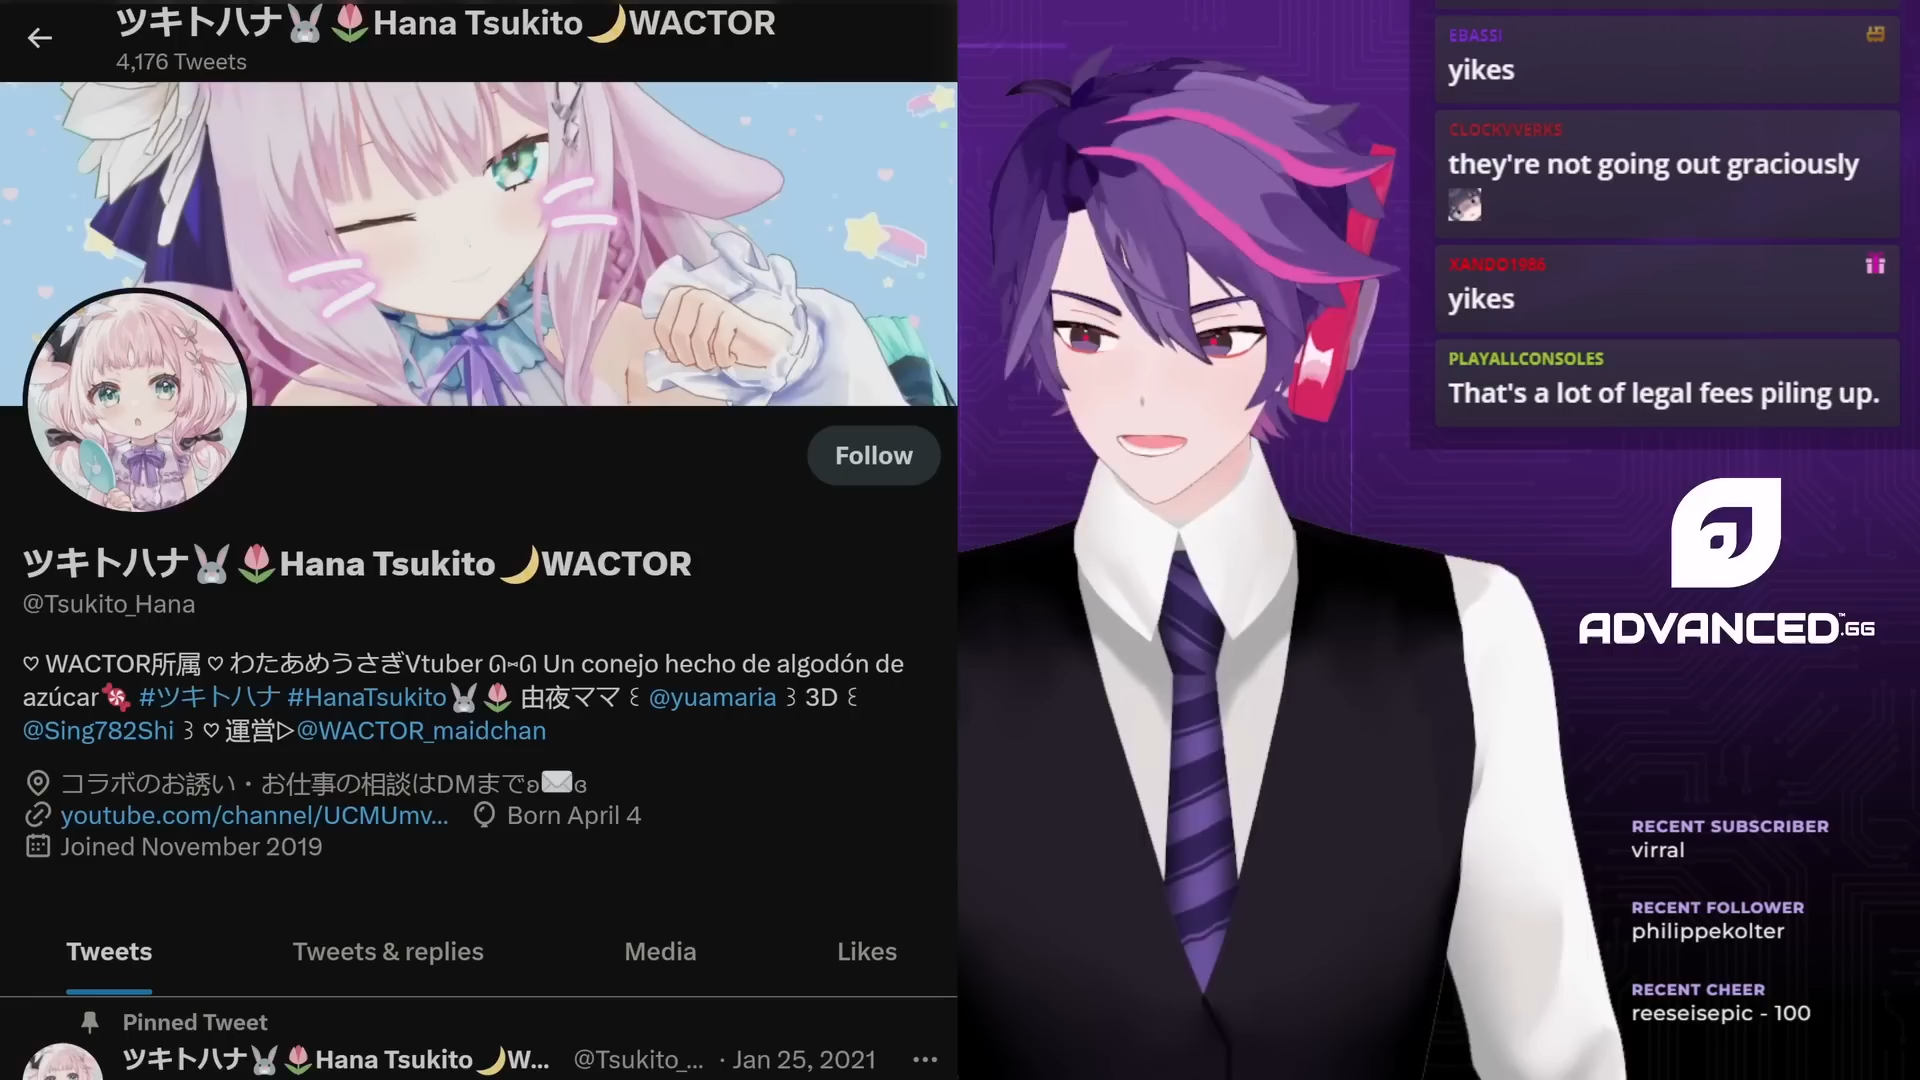 ツキトハナ🐰🌷Hana Tsukito🌙WACTOR
4,176 Tweets
Follow
ツキトハナ🐰🌷Hana Tsukito🌙WACTOR
@Tsukito_Hana
♡ WACTOR所属 ♡ わたあめうさぎVtuber ᘏ⑅ᘏ Un conejo hecho de algodón de
azúcar🍬 #ツキトハナ #HanaTsukito🐰🌷 由夜ママ꒰ @yuamaria ꒱ 3D ꒰
@Sing782Shi ꒱ ♡ 運営▷@WACTOR_maidchan
コラボのお誘い・お仕事の相談はDMまでʚ✉️ɞ
youtube.com/channel/UCMUmv... Born April 4
Joined November 2019
Tweets Tweets & replies Media Likes
Pinned Tweet
ツキトハナ🐰🌷Hana Tsukito🌙W... @Tsukito_... · Jan 25, 2021 ...
EBASSI
yikes
CLOCKVVERKS
they're not going out graciously
XANDO1986
yikes
PLAYALLCONSOLES
That's a lot of legal fees piling up.
ADVANCED™.GG
RECENT SUBSCRIBER
virral
RECENT FOLLOWER
philippekolter
RECENT CHEER
reeseisepic - 100